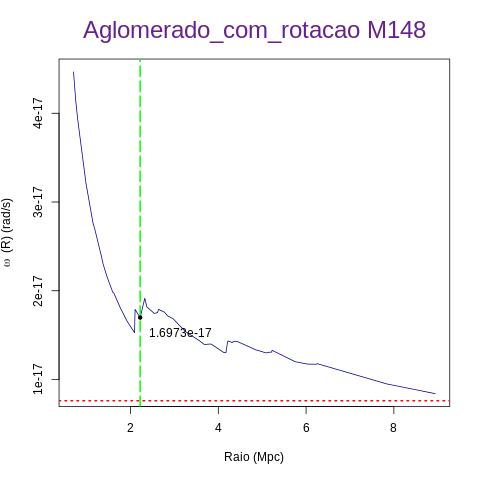 Aglomerado_com_rotacao M148
ω (R) (rad/s)
4e-17
3e-17
2e-17
1e-17
1.6973e-17
2 4 6 8
Raio (Mpc)